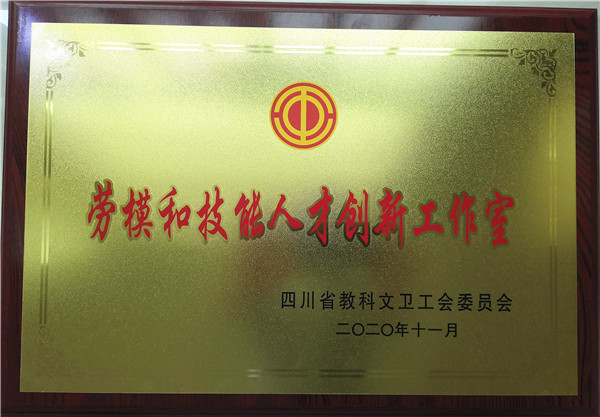 劳模和技能人才创新工作室
四川省教科文卫工会委员会
二〇二〇年十一月